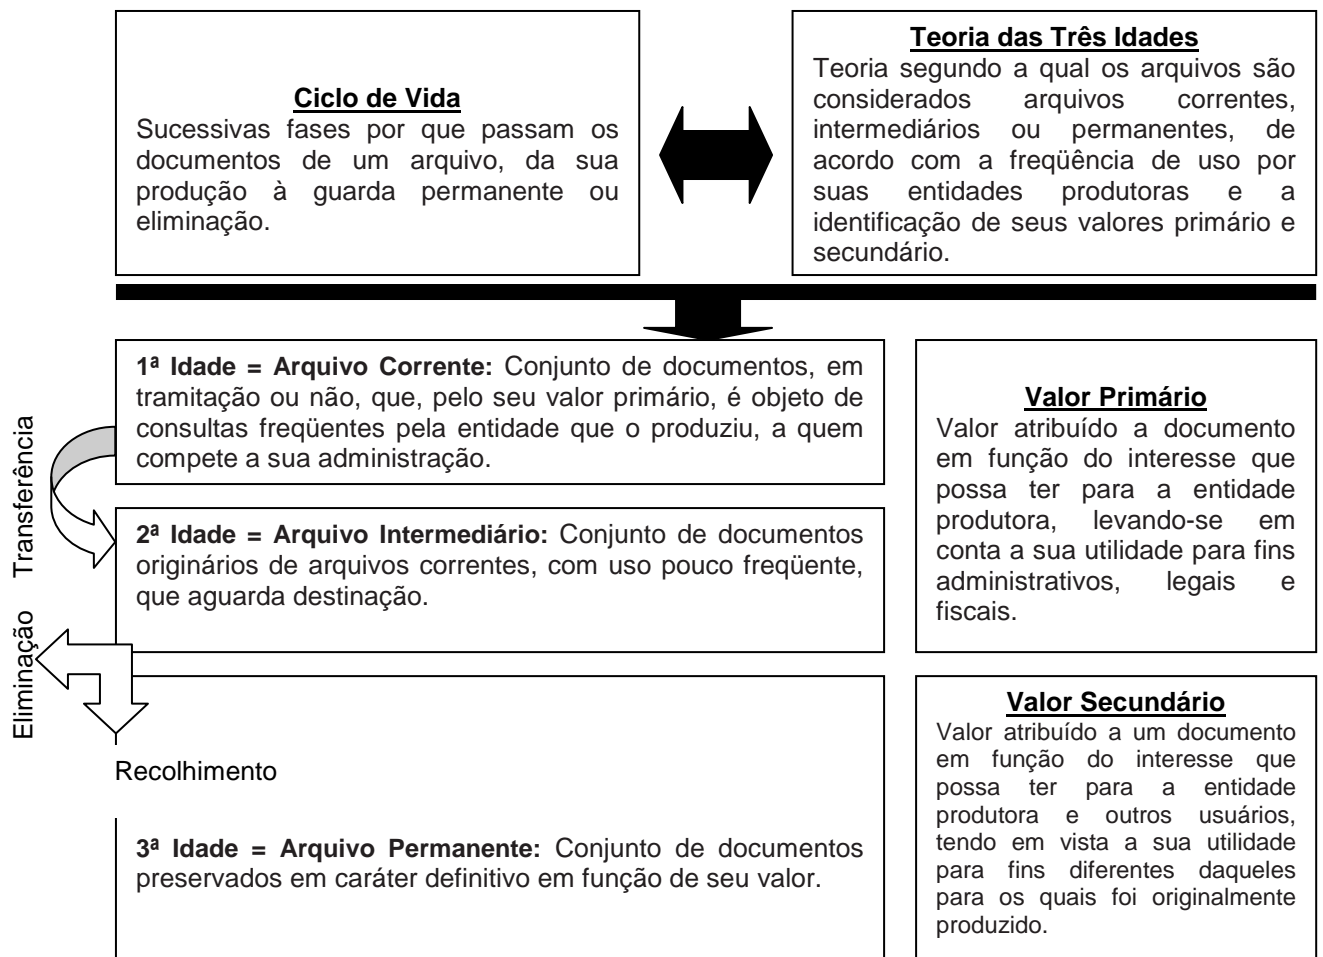 Ciclo de Vida
Sucessivas fases por que passam os
documentos de um arquivo, da sua
produção à guarda permanente ou
eliminação.
Teoria das Três Idades
Teoria segundo a qual os arquivos são
considerados arquivos correntes,
intermediários ou permanentes, de
acordo com a freqüência de uso por
suas entidades produtoras e a
identificação de seus valores primário e
secundário.
1ª Idade = Arquivo Corrente: Conjunto de documentos, em
tramitação ou não, que, pelo seu valor primário, é objeto de
consultas freqüentes pela entidade que o produziu, a quem
compete a sua administração.
Transferência
2ª Idade = Arquivo Intermediário: Conjunto de documentos
originários de arquivos correntes, com uso pouco freqüente,
que aguarda destinação.
Valor Primário
Valor atribuído a documento
em função do interesse que
possa ter para a entidade
produtora, levando-se em
conta a sua utilidade para fins
administrativos, legais e
fiscais.
Eliminação
Recolhimento
3ª Idade = Arquivo Permanente: Conjunto de documentos
preservados em caráter definitivo em função de seu valor.
Valor Secundário
Valor atribuído a um documento
em função do interesse que
possa ter para a entidade
produtora e outros usuários,
tendo em vista a sua utilidade
para fins diferentes daqueles
para os quais foi originalmente
produzido.